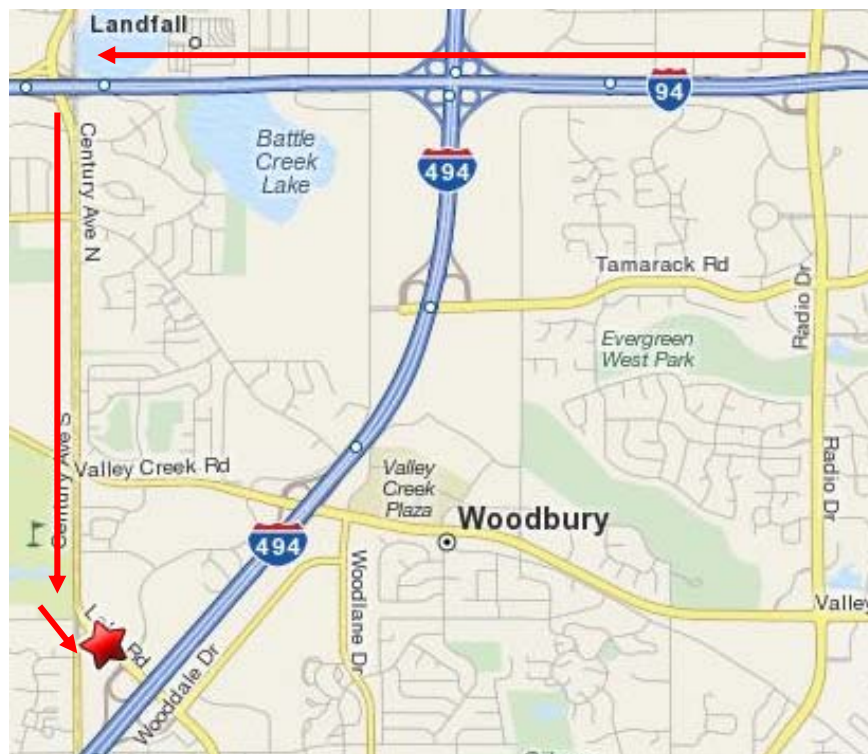 Landfall
94
Battle
Creek
Lake
494
Century Ave N
Tamarack Rd
Radio Dr
Evergreen
West Park
Century Ave S
Valley Creek Rd
Valley
Creek
Plaza
Woodbury
Radio Dr
494
Woodlane Dr
Valley
Rd
Wooddale Dr